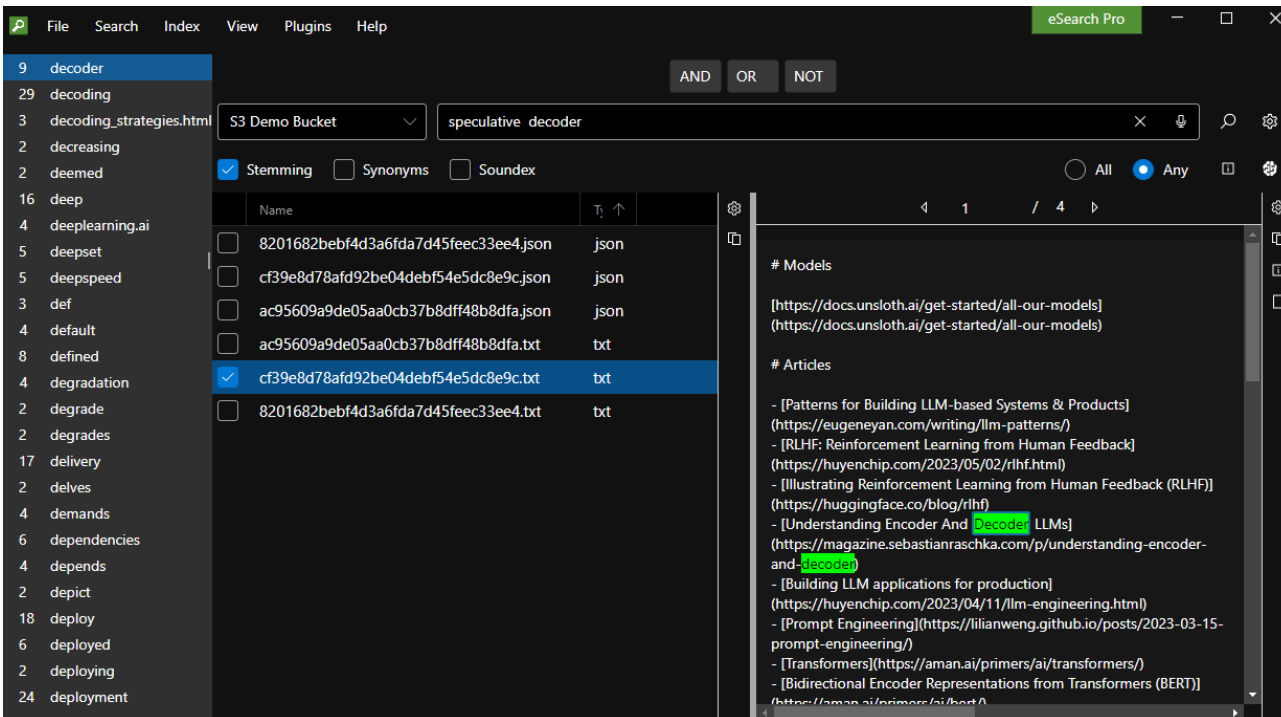 File Search Index View Plugins Help eSearch Pro
AND OR NOT
S3 Demo Bucket speculative decoder
Stemming Synonyms Soundex All Any
9 decoder
29 decoding
3 decoding_strategies.html
2 decreasing
2 deemed
16 deep
4 deeplearning.ai
5 deepset
5 deepspeed
3 def
4 default
8 defined
4 degradation
2 degrade
2 degrades
17 delivery
2 delves
4 demands
6 dependencies
4 depends
2 depict
18 deploy
6 deployed
2 deploying
24 deployment
Name
8201682bebf4d3a6fda7d45feec33ee4.json json
cf39e8d78afd92be04debf54e5dc8e9c.json json
ac95609a9de05aa0cb37b8dff48b8dfa.json json
ac95609a9de05aa0cb37b8dff48b8dfa.txt txt
cf39e8d78afd92be04debf54e5dc8e9c.txt txt
8201682bebf4d3a6fda7d45feec33ee4.txt txt
1 / 4
# Models
[https://docs.unsloth.ai/get-started/all-our-models]
(https://docs.unsloth.ai/get-started/all-our-models)
# Articles
- [Patterns for Building LLM-based Systems & Products]
(https://eugeneyan.com/writing/llm-patterns/)
- [RLHF: Reinforcement Learning from Human Feedback]
(https://huyenchip.com/2023/05/02/rlhf.html)
- [Illustrating Reinforcement Learning from Human Feedback (RLHF)]
(https://huggingface.co/blog/rlhf)
- [Understanding Encoder And Decoder LLMs]
(https://magazine.sebastianraschka.com/p/understanding-encoder-
and-decoder)
- [Building LLM applications for production]
(https://huyenchip.com/2023/04/11/llm-engineering.html)
- [Prompt Engineering](https://lilianweng.github.io/posts/2023-03-15-
prompt-engineering/)
- [Transformers](https://aman.ai/primers/ai/transformers/)
- [Bidirectional Encoder Representations from Transformers (BERT)]
(https://aman.ai/primers/ai/bert/)